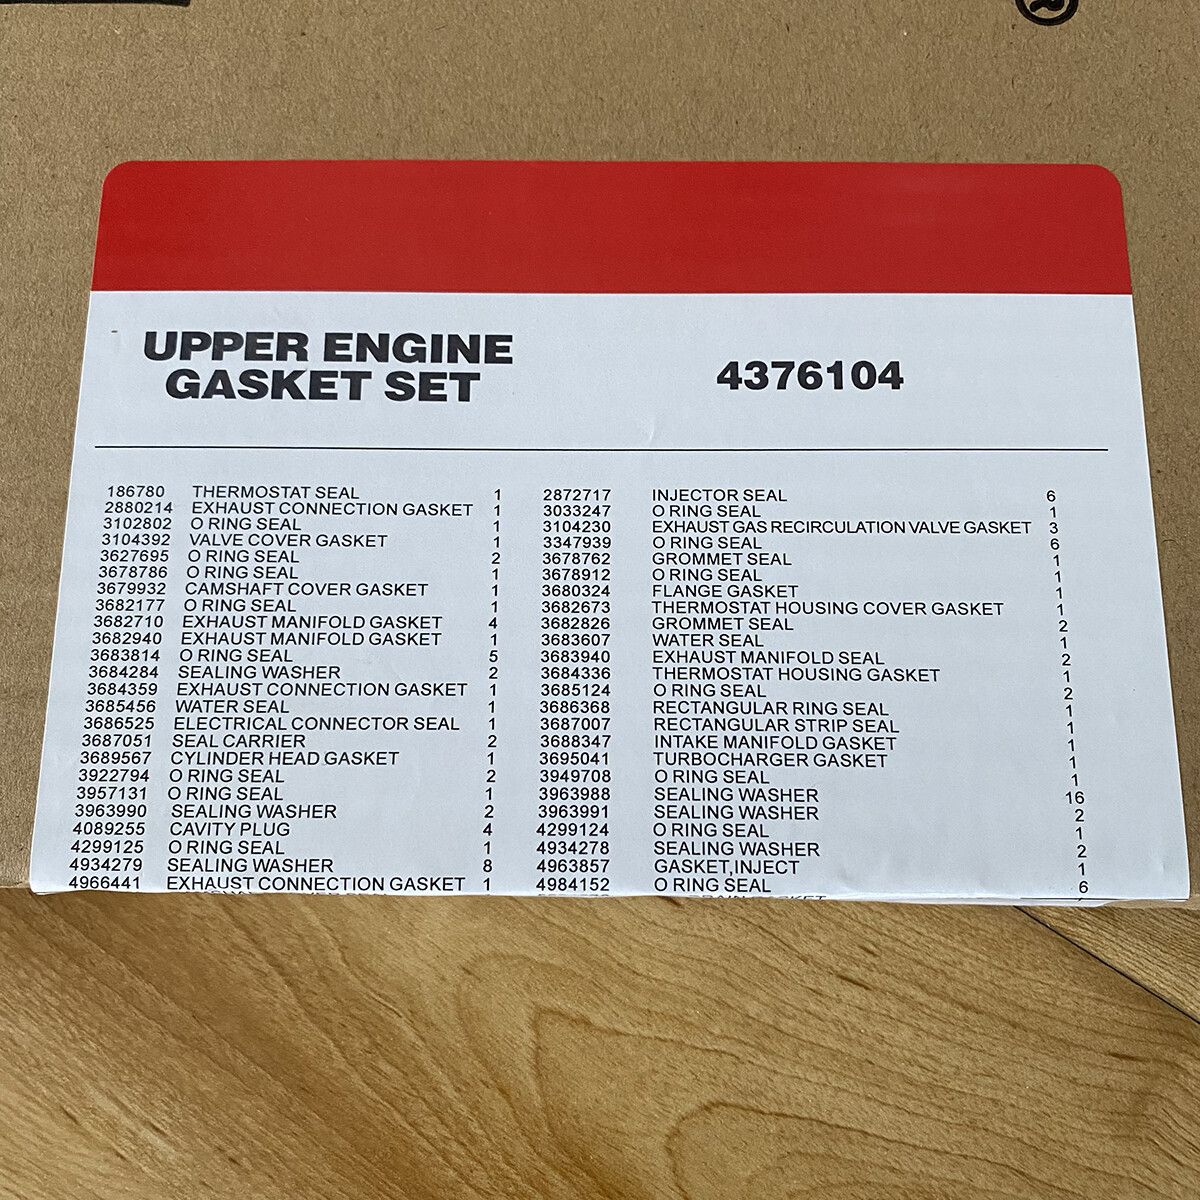 ®
UPPER ENGINE
GASKET SET
4376104
186780 THERMOSTAT SEAL 1
2880214 EXHAUST CONNECTION GASKET 1
3102802 O RING SEAL 1
3104392 VALVE COVER GASKET 1
3627695 O RING SEAL 2
3678786 O RING SEAL 1
3679932 CAMSHAFT COVER GASKET 1
3682177 O RING SEAL 1
3682710 EXHAUST MANIFOLD GASKET 4
3682940 EXHAUST MANIFOLD GASKET 1
3683814 O RING SEAL 5
3684284 SEALING WASHER 2
3684359 EXHAUST CONNECTION GASKET 1
3685456 WATER SEAL 1
3686525 ELECTRICAL CONNECTOR SEAL 1
3687051 SEAL CARRIER 2
3689567 CYLINDER HEAD GASKET 1
3922794 O RING SEAL 2
3957131 O RING SEAL 1
3963990 SEALING WASHER 2
4089255 CAVITY PLUG 4
4299125 O RING SEAL 1
4934279 SEALING WASHER 8
4966441 EXHAUST CONNECTION GASKET 1
2872717 INJECTOR SEAL 6
3033247 O RING SEAL 1
3104230 EXHAUST GAS RECIRCULATION VALVE GASKET 3
3347939 O RING SEAL 6
3678762 GROMMET SEAL 1
3678912 O RING SEAL 1
3680324 FLANGE GASKET 1
3682673 THERMOSTAT HOUSING COVER GASKET 1
3682826 GROMMET SEAL 2
3683607 WATER SEAL 1
3683940 EXHAUST MANIFOLD SEAL 2
3684336 THERMOSTAT HOUSING GASKET 1
3685124 O RING SEAL 2
3686368 RECTANGULAR RING SEAL 1
3687007 RECTANGULAR STRIP SEAL 1
3688347 INTAKE MANIFOLD GASKET 1
3695041 TURBOCHARGER GASKET 1
3949708 O RING SEAL 1
3963988 SEALING WASHER 16
3963991 SEALING WASHER 2
4299124 O RING SEAL 1
4934278 SEALING WASHER 2
4963857 GASKET,INJECT 1
4984152 O RING SEAL 6